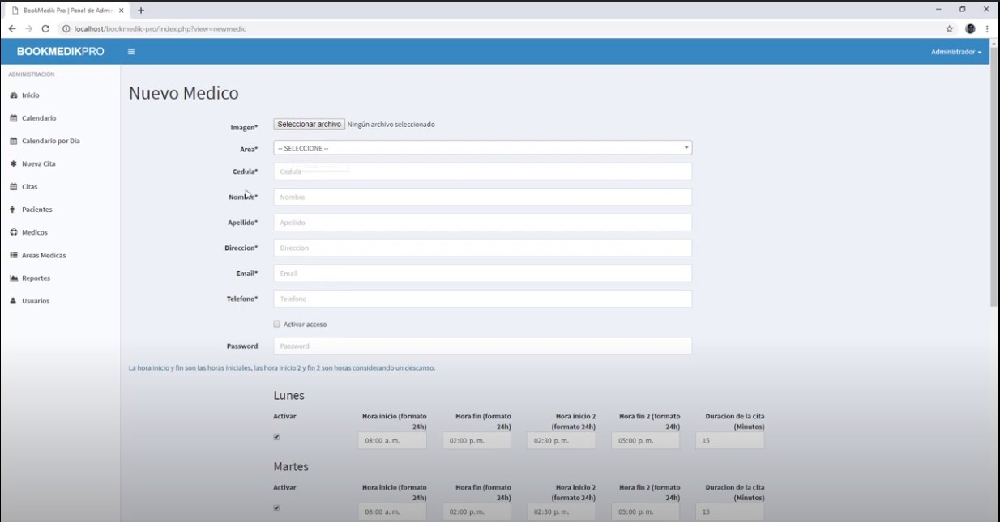 BookMedik Pro | Panel de Admi
localhost/bookmedik-pro/index.php?view=newmedic
BOOKMEDIKPRO
Administrador
ADMINISTRACION
Inicio
Calendario
Calendario por Dia
Nueva Cita
Citas
Pacientes
Medicos
Areas Medicas
Reportes
Usuarios
Nuevo Medico
Imagen* Seleccionar archivo Ningún archivo seleccionado
Area* -- SELECCIONE --
Cedula* Cedula
Nombre* Nombre
Apellido* Apellido
Direccion* Direccion
Email* Email
Telefono* Telefono
Activar acceso
Password Password
La hora inicio y fin son las horas iniciales, las hora inicio 2 y fin 2 son horas considerando un descanso.
Lunes
Activar Hora inicio (formato 24h) Hora fin (formato 24h) Hora inicio 2 (formato 24h) Hora fin 2 (formato 24h) Duracion de la cita (Minutos)
08:00 a. m. 02:00 p. m. 02:30 p. m. 05:00 p. m. 15
Martes
Activar Hora inicio (formato 24h) Hora fin (formato 24h) Hora inicio 2 (formato 24h) Hora fin 2 (formato 24h) Duracion de la cita (Minutos)
08:00 a. m. 02:00 p. m. 02:30 p. m. 05:00 p. m. 15